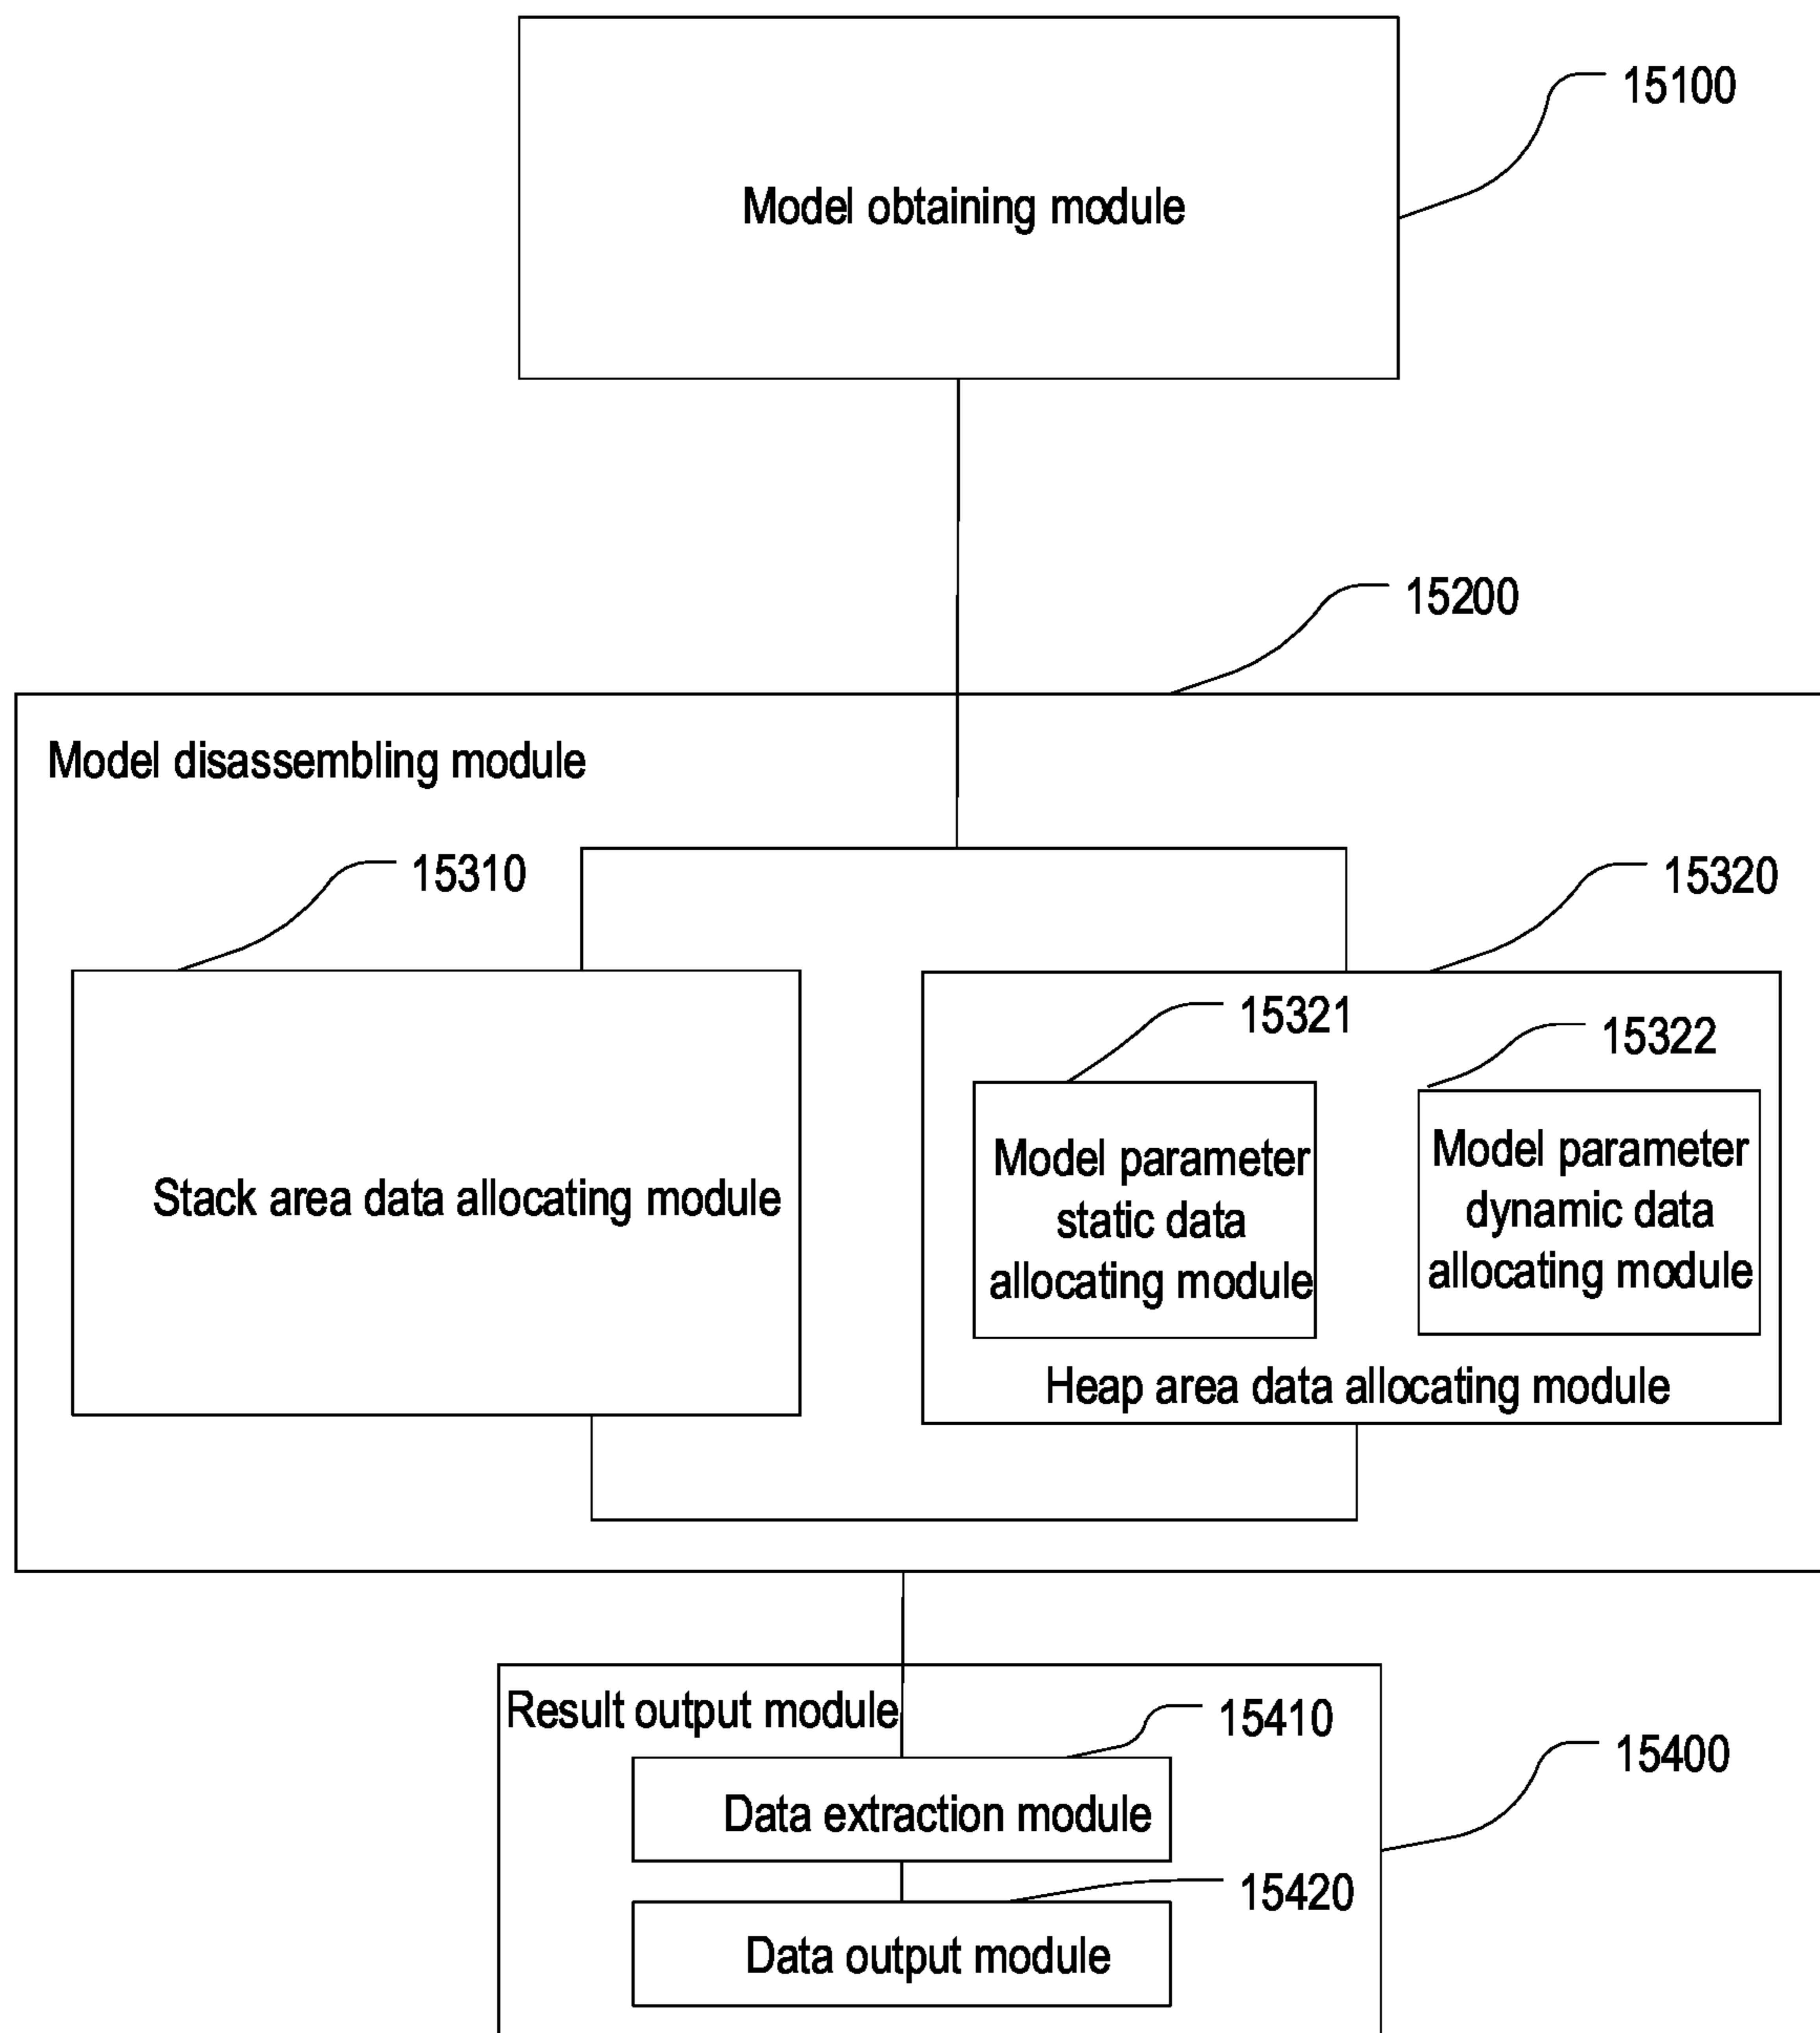 15100
Model obtaining module
15200
Model disassembling module
15310
15320
15321
15322
Stack area data allocating module
Model parameter
static data
allocating module
Model parameter
dynamic data
allocating module
Heap area data allocating module
Result output module
15410
15400
Data extraction module
15420
Data output module